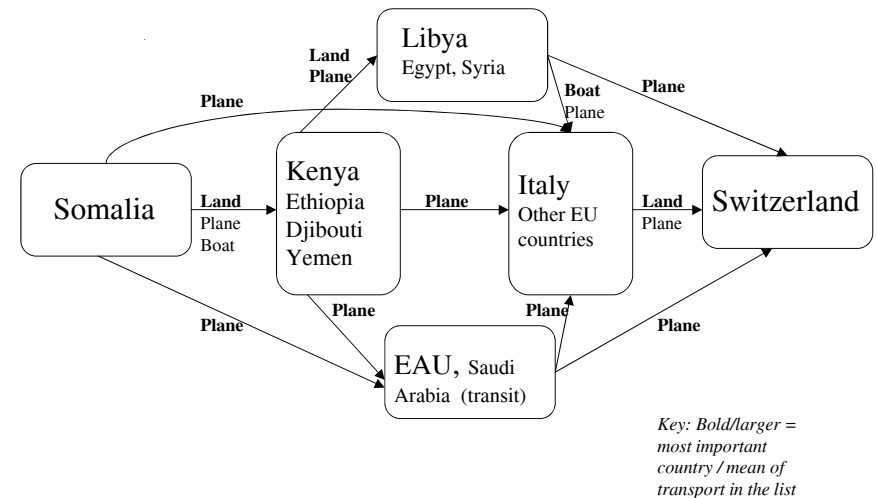 Libya
Egypt, Syria
Land
Plane
Plane
Boat
Plane
Plane
Somalia
Land
Plane
Boat
Kenya
Ethiopia
Djibouti
Yemen
Plane
Italy
Other EU
countries
Land
Plane
Switzerland
Plane
Plane
Plane
Plane
EAU, Saudi
Arabia (transit)
Key: Bold/larger =
most important
country / mean of
transport in the list